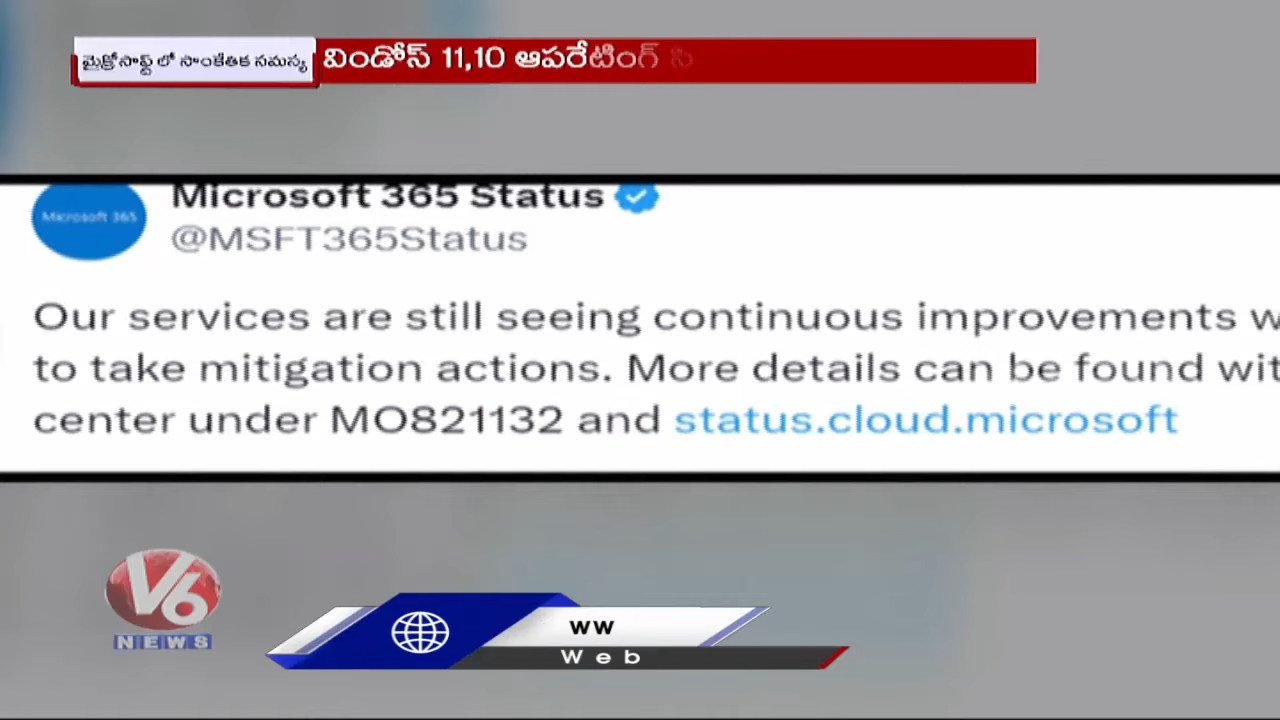 మైక్రోసాఫ్ట్ లో సాంకేతిక సమస్య
విండోస్ 11,10 ఆపరేటింగ్ సి
Microsoft 365
Microsoft 365 Status
@MSFT365Status
Our services are still seeing continuous improvements w
to take mitigation actions. More details can be found wit
center under MO821132 and status.cloud.microsoft
V6
NEWS
ww
Web